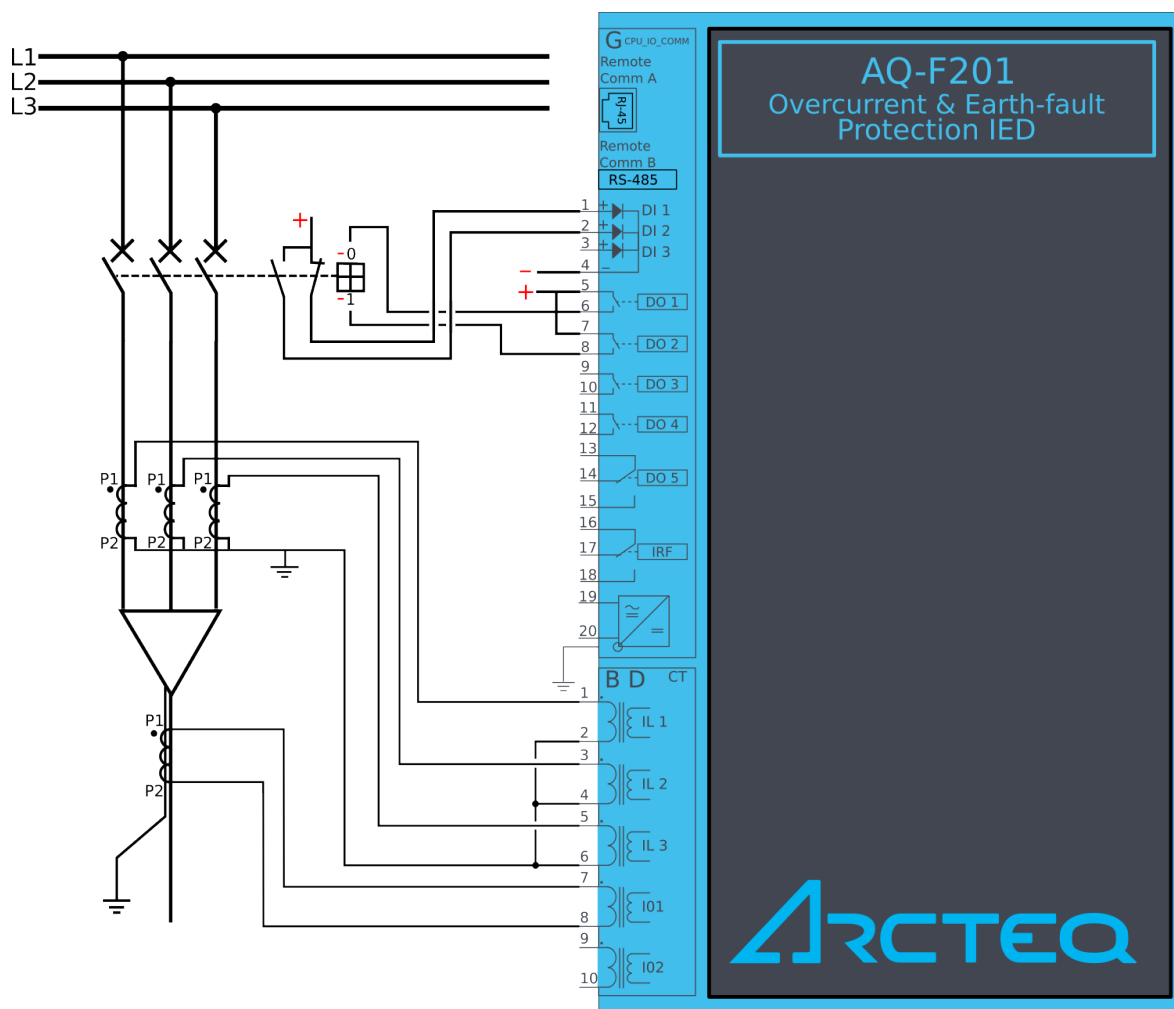 L1
L2
L3
G CPU_IO_COMM
Remote
Comm A
RJ-45
Remote
Comm B
RS-485
AQ-F201
Overcurrent & Earth-fault
Protection IED
1 + DI 1
2 + DI 2
3 + DI 3
4 −
+
-0
-1
−
+
5
6 DO 1
7
8 DO 2
9
10 DO 3
11
12 DO 4
13
14 DO 5
15
16
17 IRF
18
19
20
P1 P1 P1
P2 P2 P2
B D CT
1
2 IL 1
3
4 IL 2
5
6 IL 3
7
8 I01
9
10 I02
P1
P2
ARCTEQ